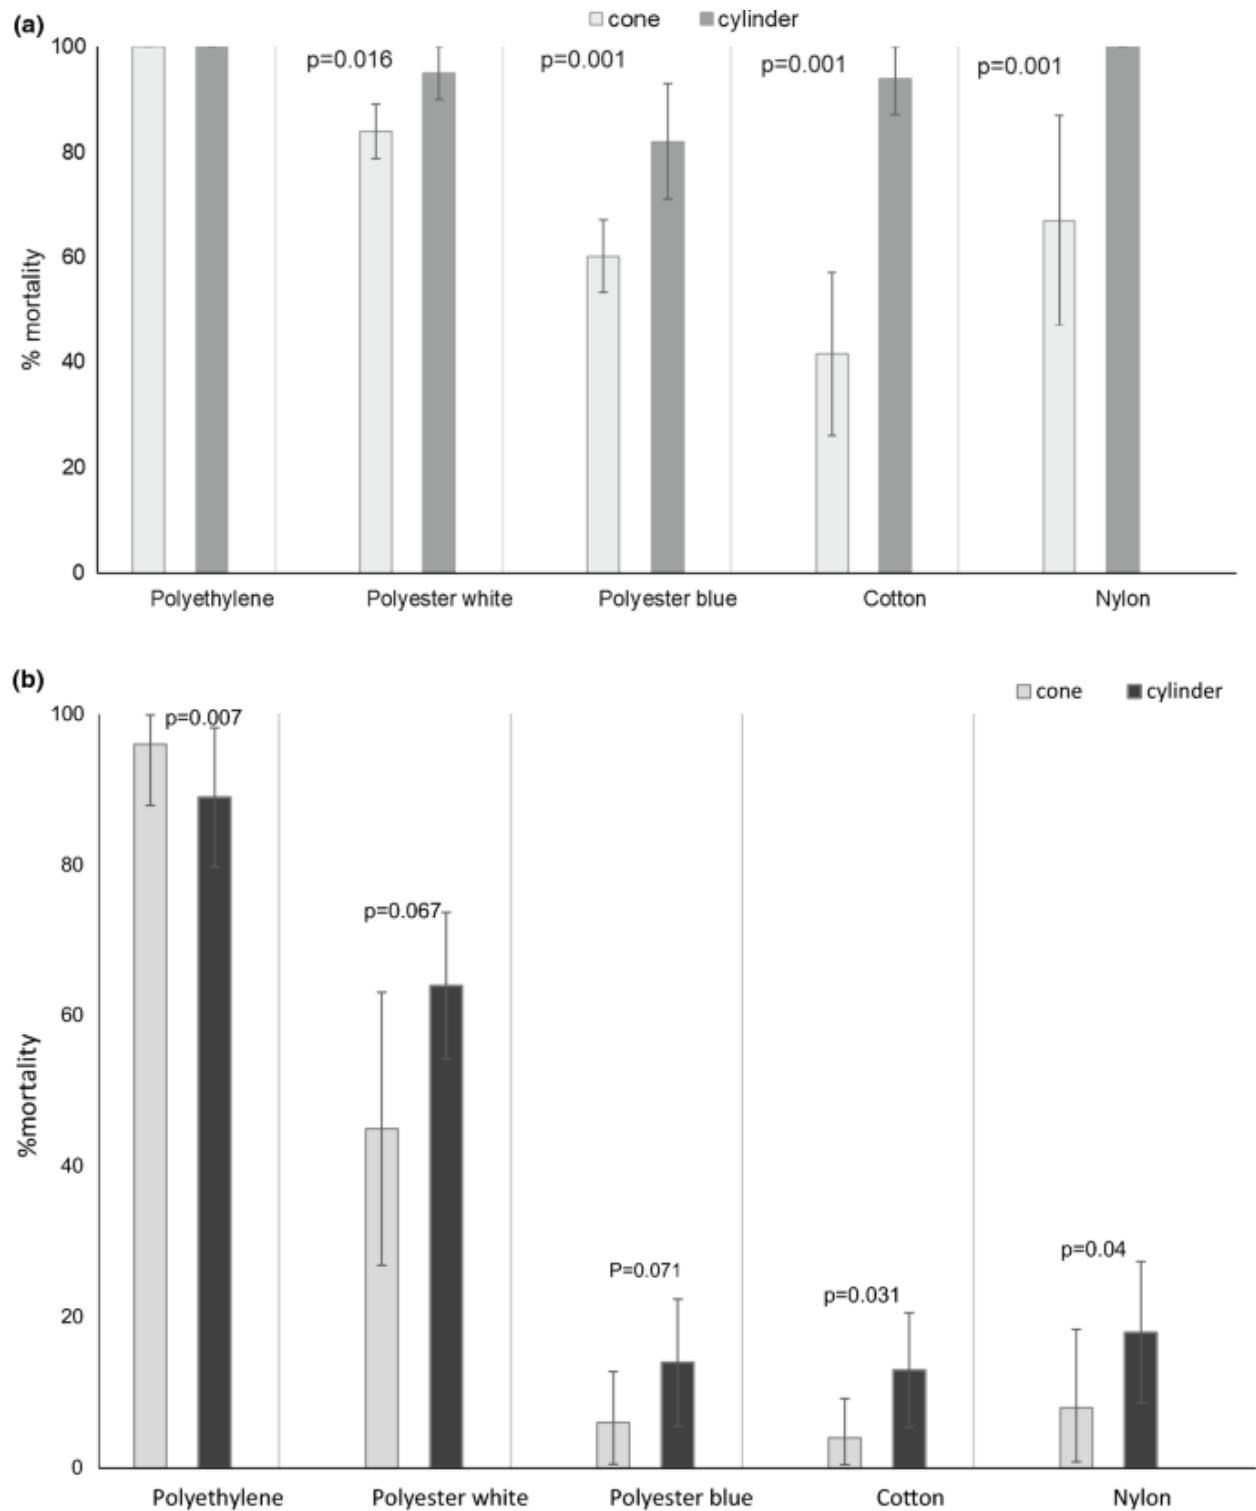 (a)
cone cylinder
100
p=0.016 p=0.001 p=0.001 p=0.001
80
60
% mortality
40
20
0
Polyethylene Polyester white Polyester blue Cotton Nylon
(b)
cone cylinder
100
p=0.007
80
p=0.067
60
%mortality
40
p=0.04
P=0.071
p=0.031
20
0
Polyethylene Polyester white Polyester blue Cotton Nylon